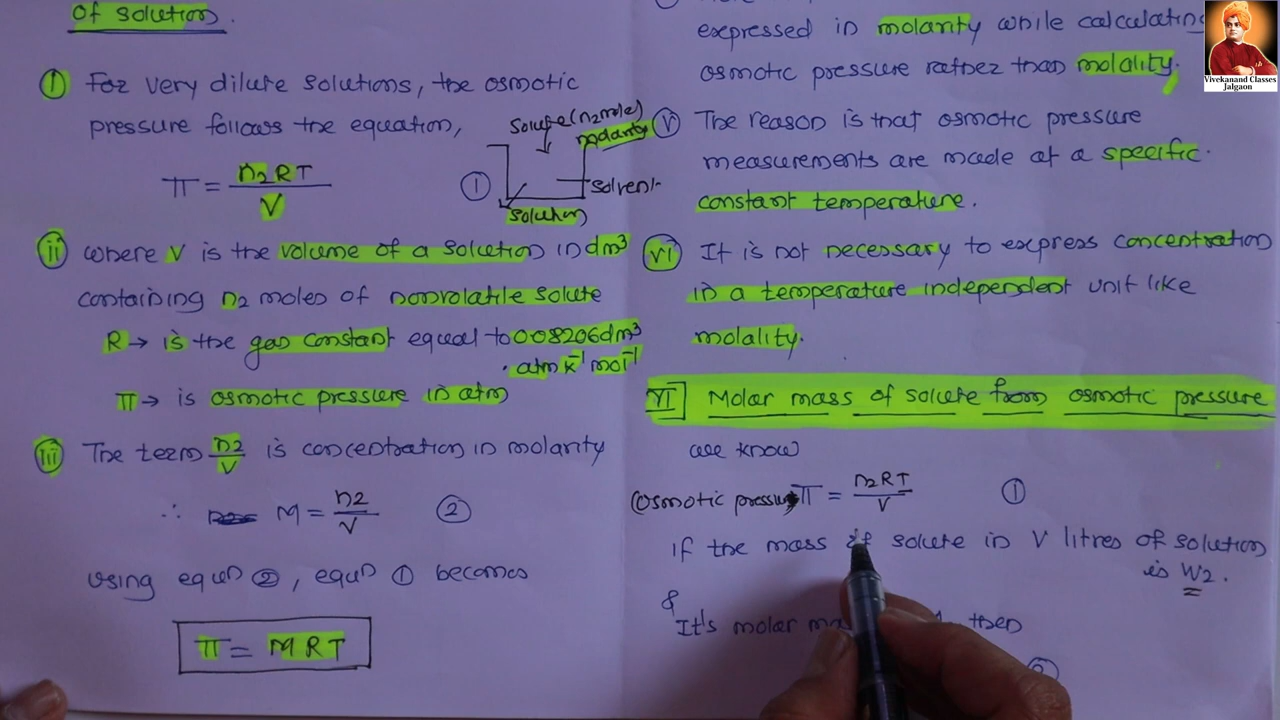 of solution.
① For very dilute solutions, the osmotic
pressure follows the equation,
π = n2RT / V
①
Solute (n2 mole)
molarity
solvent
solution
ii where V is the volume of a solution in dm³
containing n2 moles of nonvolatile solute
R → is the gas constant equal to 0.08206 dm³
. atm K⁻¹ mol⁻¹
π → is osmotic pressure in atm
iii The term n2/V is concentration in molarity
∴ M = n2/V ②
using equn ②, equn ① becomes
π = MRT
expressed in molarity while calculating
osmotic pressure rather than molality.
V The reason is that osmotic pressure
measurements are made at a specific
constant temperature.
vi It is not necessary to express concentration
in a temperature independent unit like
molality.
VI] Molar mass of solute from osmotic pressure
we know
(osmotic pressure) π = n2RT / V ①
if the mass of solute in V litres of solution
is W2.
&
It's molar then
②
Vivekanand Classes
Jalgaon